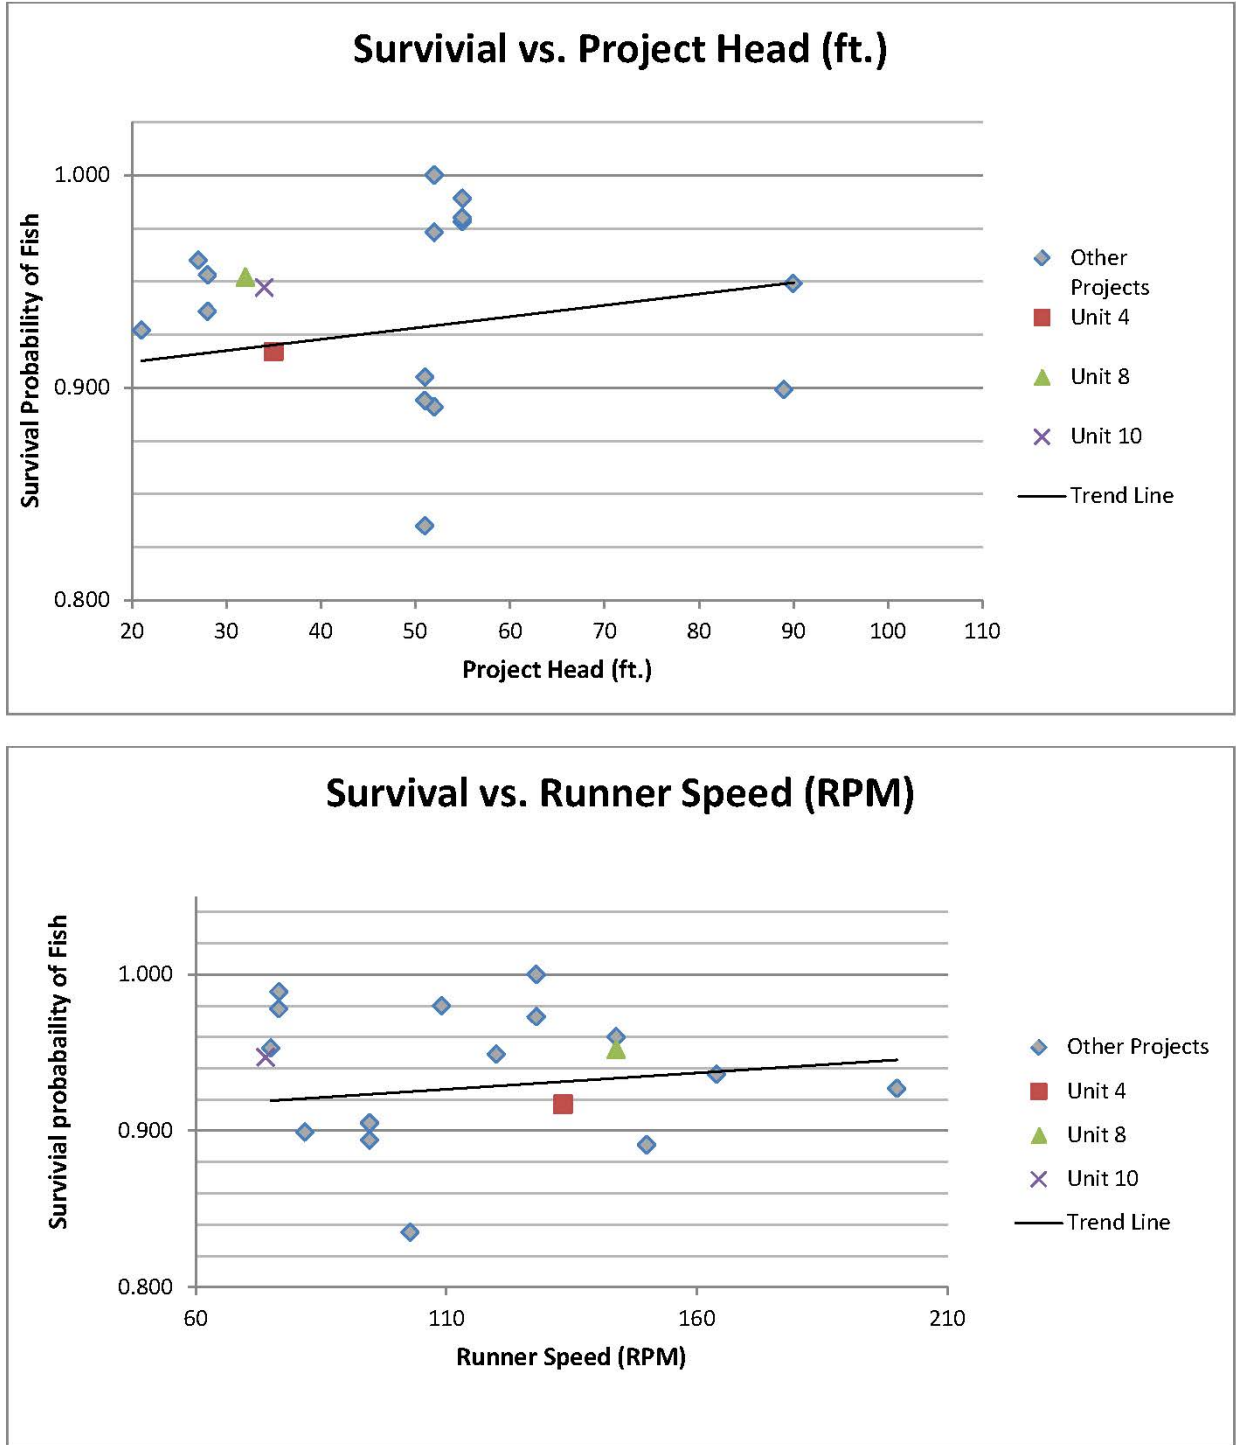 Survivial vs. Project Head (ft.)
Survival Probability of Fish
1.000
0.900
0.800
20 30 40 50 60 70 80 90 100 110
Project Head (ft.)
Other
Projects
Unit 4
Unit 8
Unit 10
Trend Line
Survival vs. Runner Speed (RPM)
Survivial probabaility of Fish
1.000
0.900
0.800
60 110 160 210
Runner Speed (RPM)
Other Projects
Unit 4
Unit 8
Unit 10
Trend Line